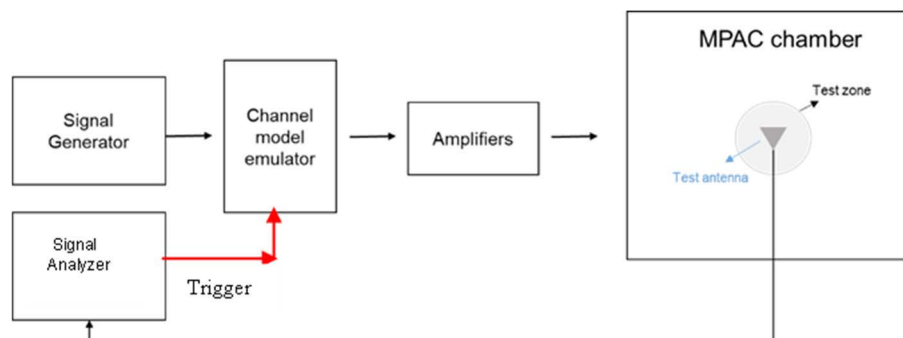 MPAC chamber
Test zone
Test antenna
Signal
Generator
Channel
model
emulator
Amplifiers
Signal
Analyzer
Trigger